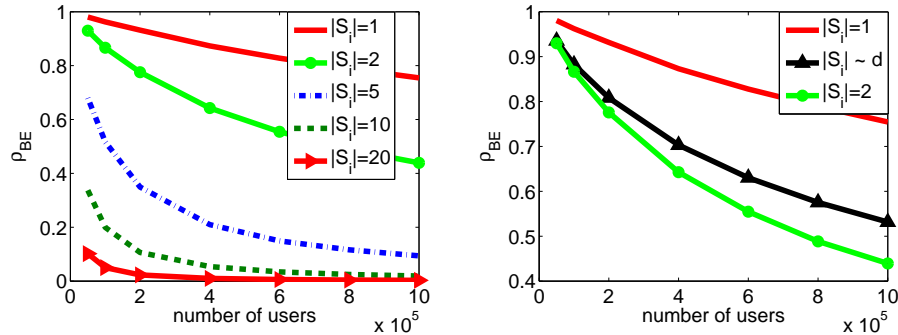 1
0.8
0.6
0.4
0.2
0
ρBE
|Si|=1
|Si|=2
|Si|=5
|Si|=10
|Si|=20
0 2 4 6 8 10
number of users
x 10^5
1
0.9
0.8
0.7
0.6
0.5
0.4
ρBE
|Si|=1
|Si| ~ d
|Si|=2
0 2 4 6 8 10
number of users
x 10^5